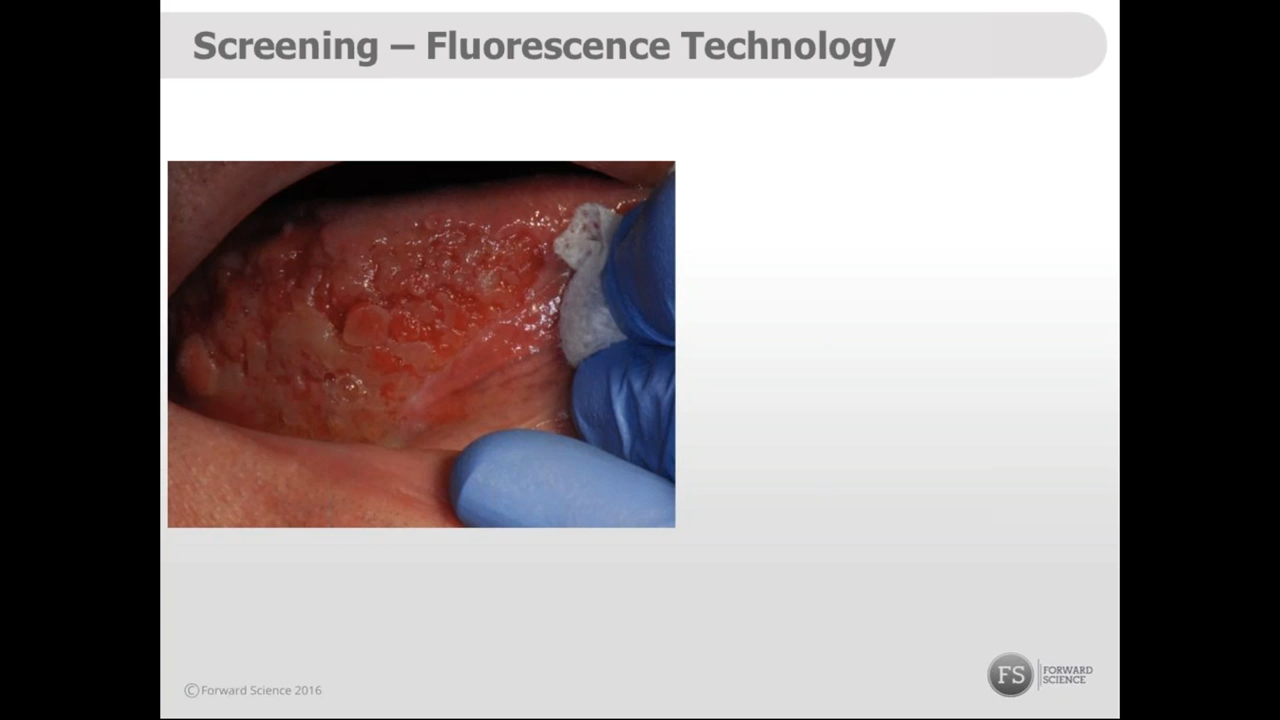 Screening – Fluorescence Technology
©Forward Science 2016
FS
FORWARD
SCIENCE